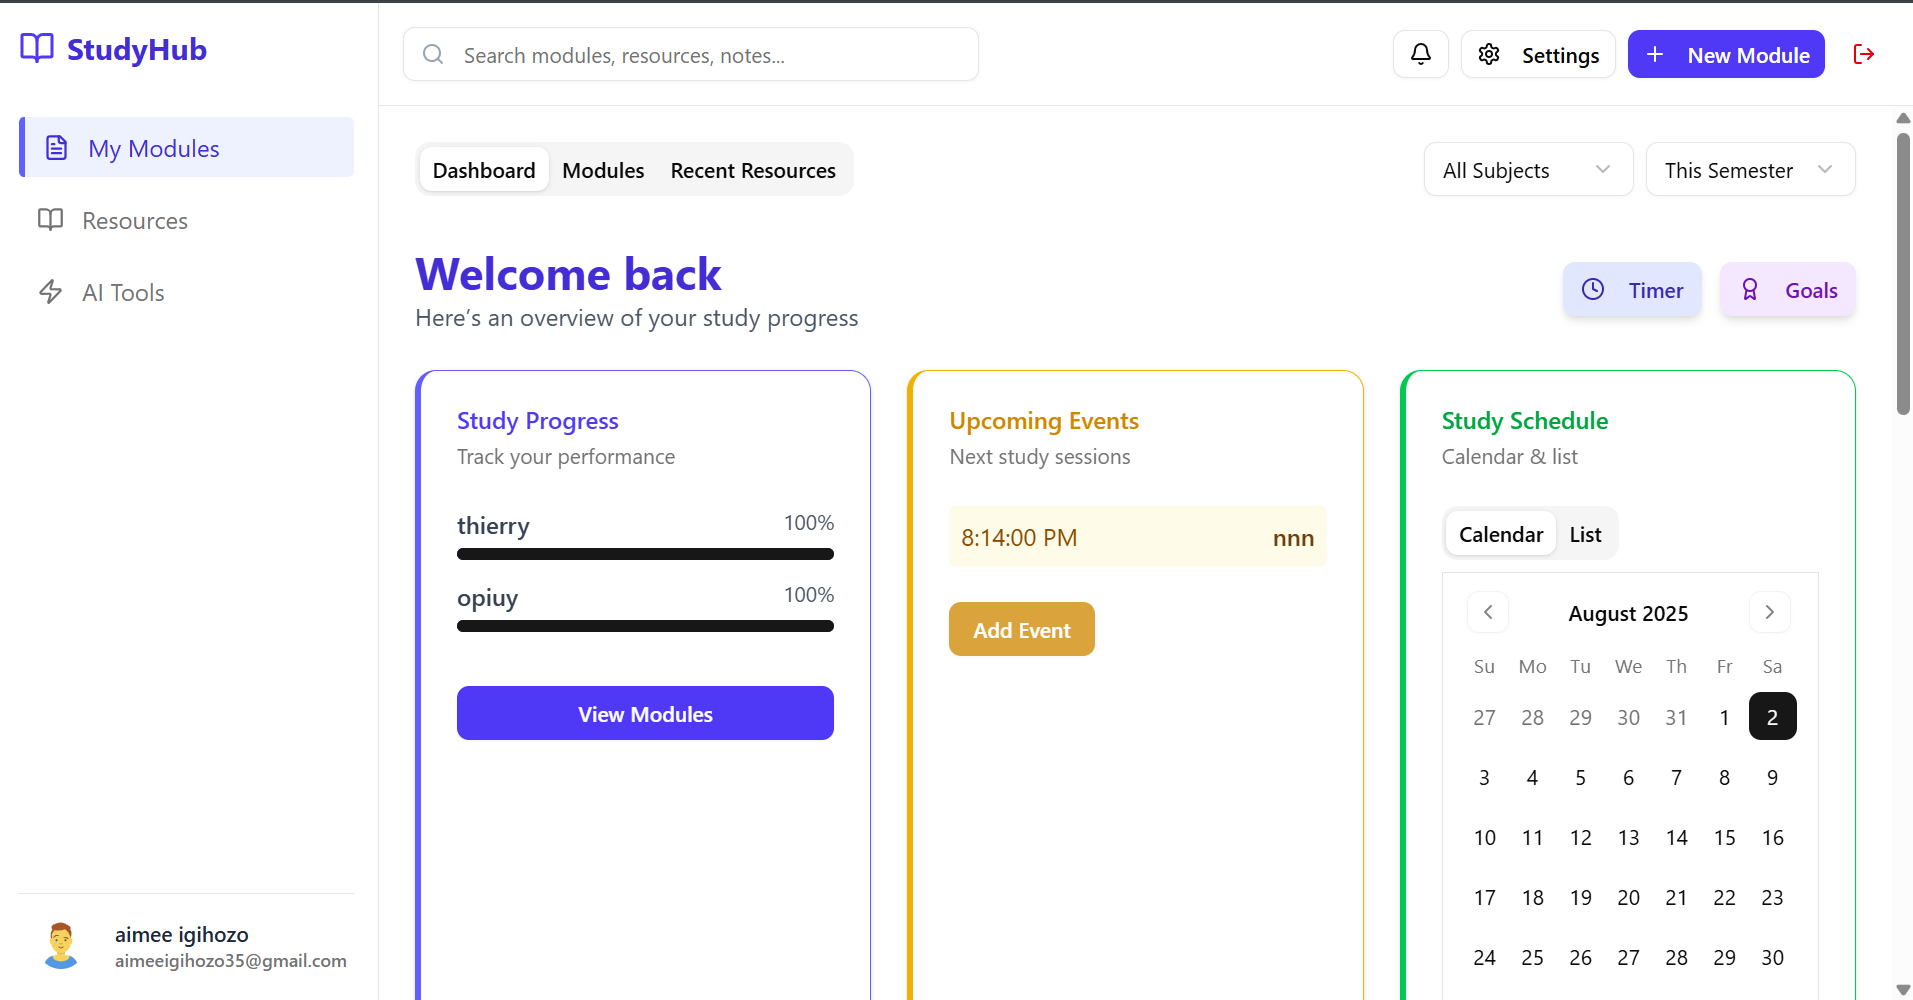 StudyHub
My Modules
Resources
AI Tools
aimee igihozo
aimeeigihozo35@gmail.com
Search modules, resources, notes...
Settings
New Module
Dashboard Modules Recent Resources
All Subjects
This Semester
Welcome back
Here’s an overview of your study progress
Timer
Goals
Study Progress
Track your performance
thierry 100%
opiuy 100%
View Modules
Upcoming Events
Next study sessions
8:14:00 PM nnn
Add Event
Study Schedule
Calendar & list
Calendar List
August 2025
Su Mo Tu We Th Fr Sa
27 28 29 30 31 1 2
3 4 5 6 7 8 9
10 11 12 13 14 15 16
17 18 19 20 21 22 23
24 25 26 27 28 29 30